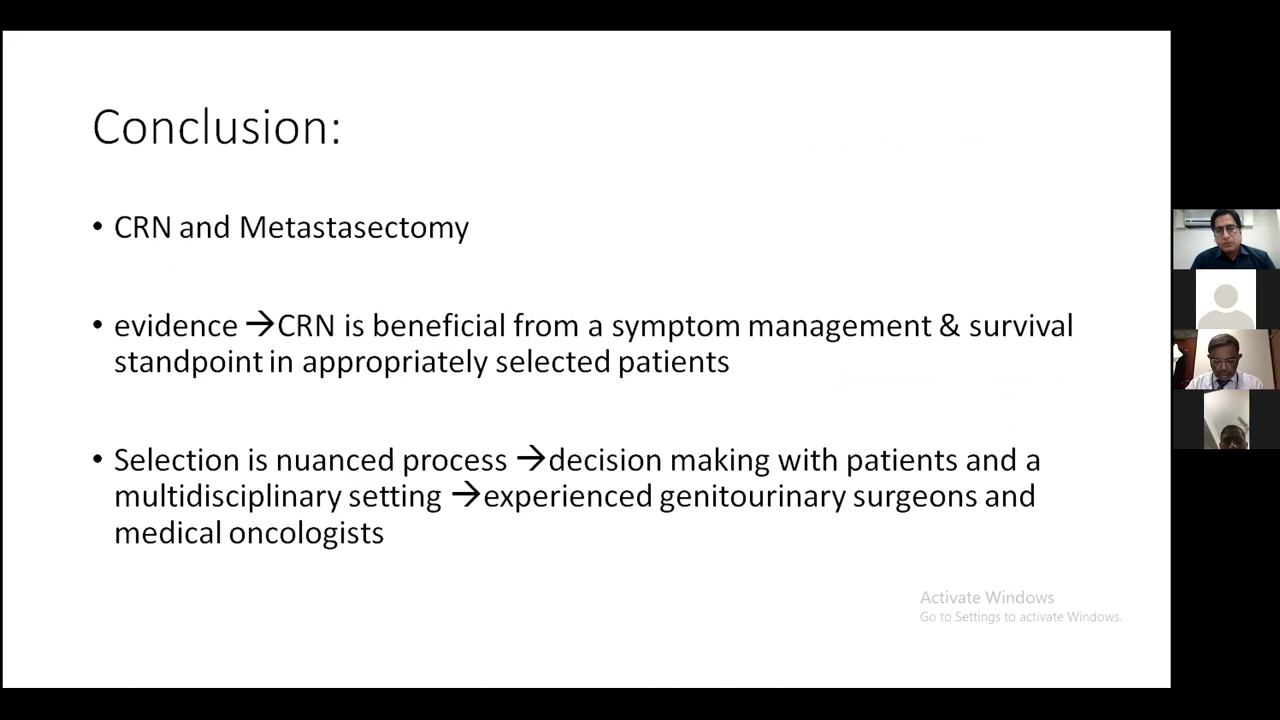 Conclusion:
• CRN and Metastasectomy
• evidence →CRN is beneficial from a symptom management & survival
standpoint in appropriately selected patients
• Selection is nuanced process →decision making with patients and a
multidisciplinary setting →experienced genitourinary surgeons and
medical oncologists
Activate Windows
Go to Settings to activate Windows.